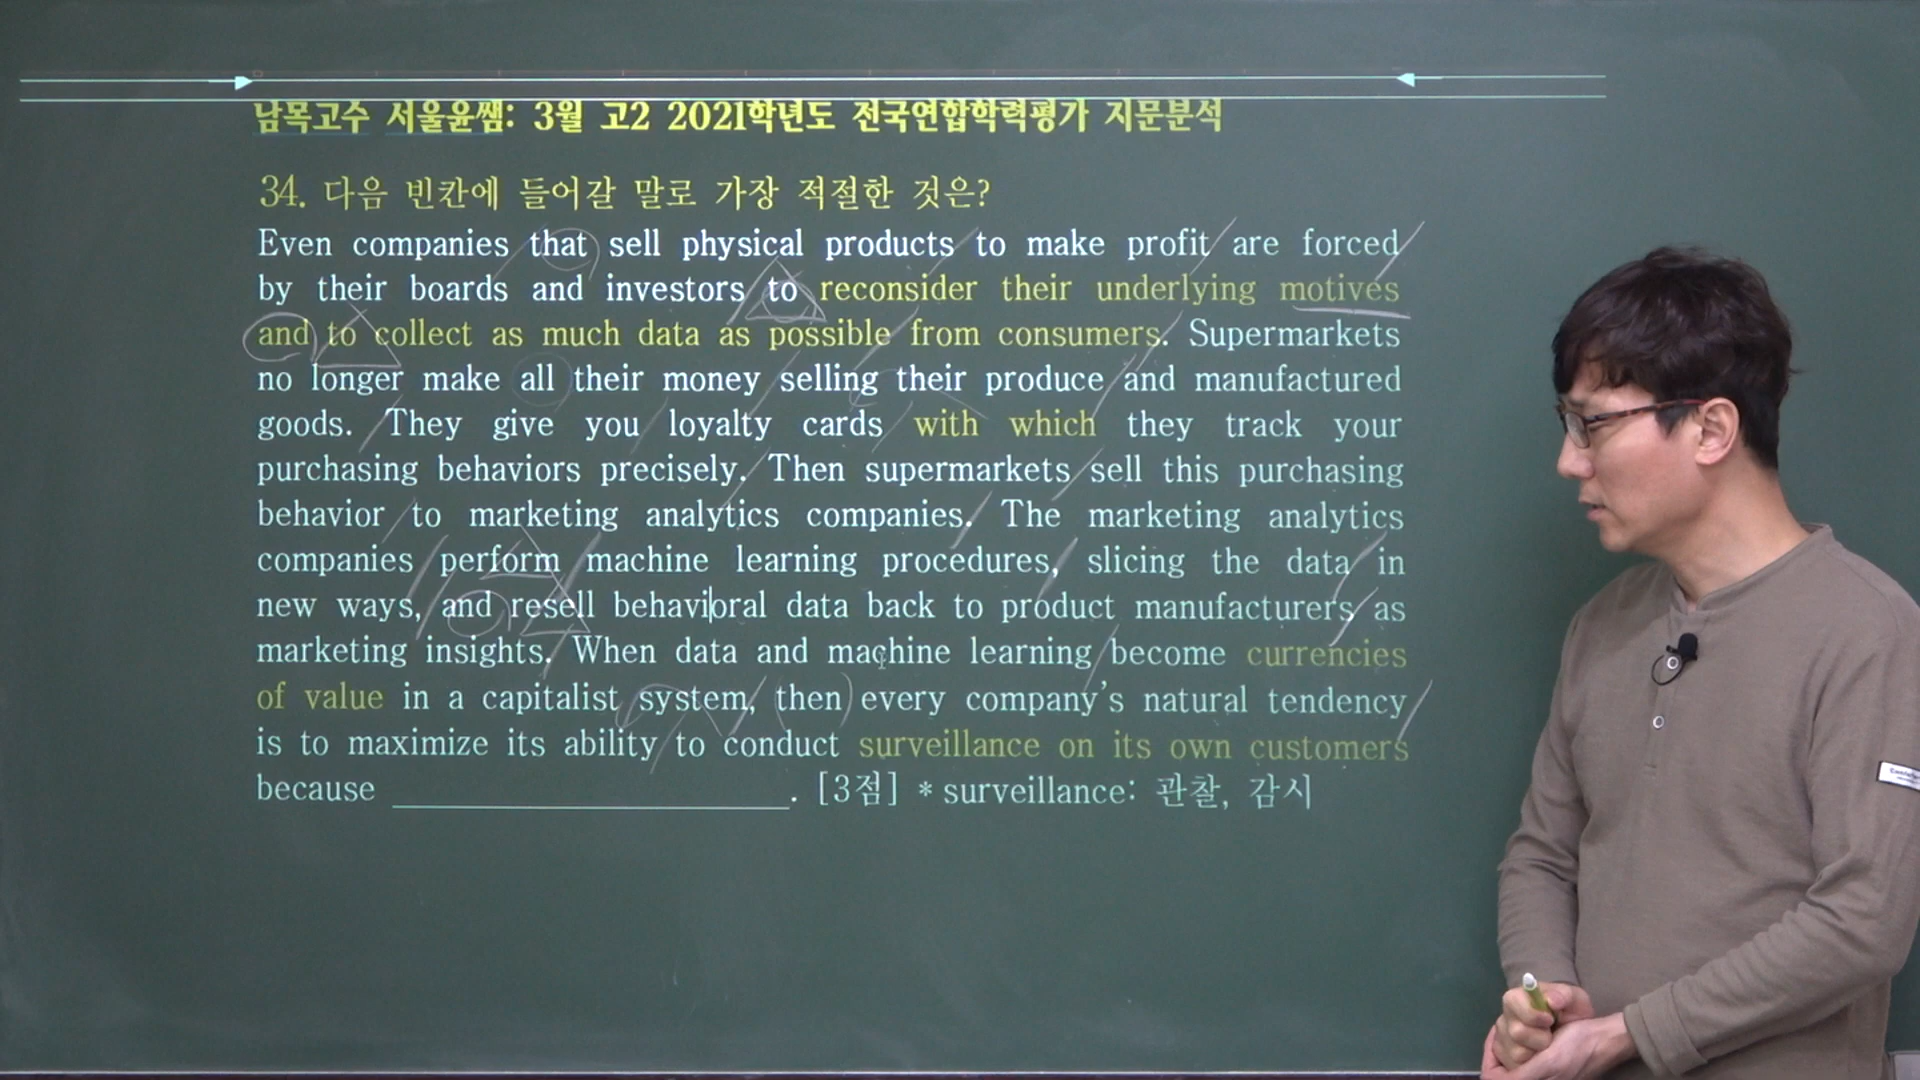 남목고수 서울윤쌤: 3월 고2 2021학년도 전국연합학력평가 지문분석
34. 다음 빈칸에 들어갈 말로 가장 적절한 것은?
Even companies that sell physical products to make profit are forced
by their boards and investors to reconsider their underlying motives
and to collect as much data as possible from consumers. Supermarkets
no longer make all their money selling their produce and manufactured
goods. They give you loyalty cards with which they track your
purchasing behaviors precisely. Then supermarkets sell this purchasing
behavior to marketing analytics companies. The marketing analytics
companies perform machine learning procedures, slicing the data in
new ways, and resell behavioral data back to product manufacturers as
marketing insights. When data and machine learning become currencies
of value in a capitalist system, then every company's natural tendency
is to maximize its ability to conduct surveillance on its own customers
because ____________________. [3점] * surveillance: 관찰, 감시